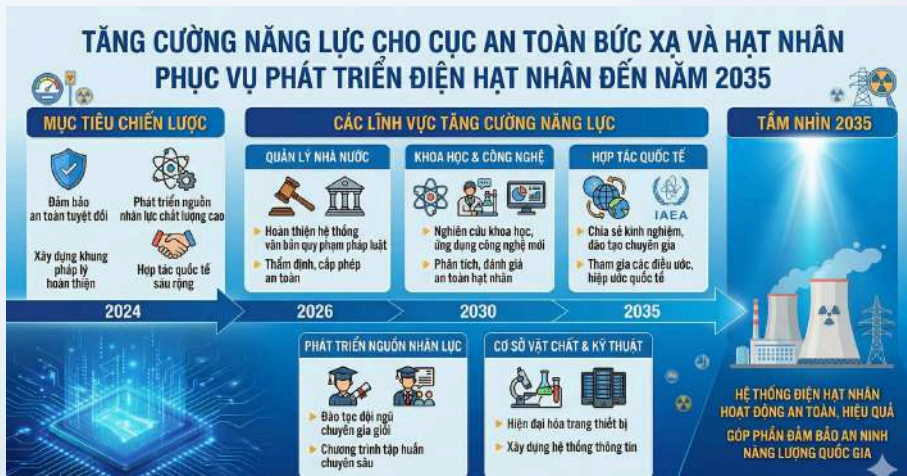 TĂNG CƯỜNG NĂNG LỰC CHO CỤC AN TOÀN BỨC XẠ VÀ HẠT NHÂN
PHỤC VỤ PHÁT TRIỂN ĐIỆN HẠT NHÂN ĐẾN NĂM 2035
MỤC TIÊU CHIẾN LƯỢC
Đảm bảo
an toàn tuyệt dối
Phát triển nguồn
nhân lực chất lượng cao
Xây dựng khung
pháp lý
hoàn thiện
Hợp tác quốc tế
sâu rộng
CÁC LĨNH VỰC TĂNG CƯỜNG NĂNG LỰC
QUẢN LÝ NHÀ NƯỚC
Hoàn thiện hệ thống
văn bản quy phạm pháp luật
Thẩm định, cấp phép
an toàn
KHOA HỌC & CÔNG NGHỆ
Nghiên cứu khoa học,
ứng dụng công nghệ mới
Phân tích, đánh giá
an toàn hạt nhân
HỢP TÁC QUỐC TẾ
IAEA
Chia sẻ kinh nghiệm,
đào tạo chuyên gia
Tham gia các điều ước,
hiệp ước quốc tế
TẦM NHÌN 2035
2024
2026
2030
2035
PHÁT TRIỂN NGUỒN NHÂN LỰC
Đào tọc đội ngũ
chuyên gia giỏi
Chương trình tập huấn
chuyên sâu
CƠ SỞ VẬT CHẤT & KỸ THUẬT
Hiện đại hóa trang thiết bị
Xây dựng hệ thống thông tin
HỆ THỐNG ĐIỆN HẠT NHÂN
HOẠT ĐỘNG AN TOÀN, HIỆU QUẢ
GÓP PHẦN ĐẢM BẢO AN NINH
NĂNG LƯỢNG QUỐC GIA